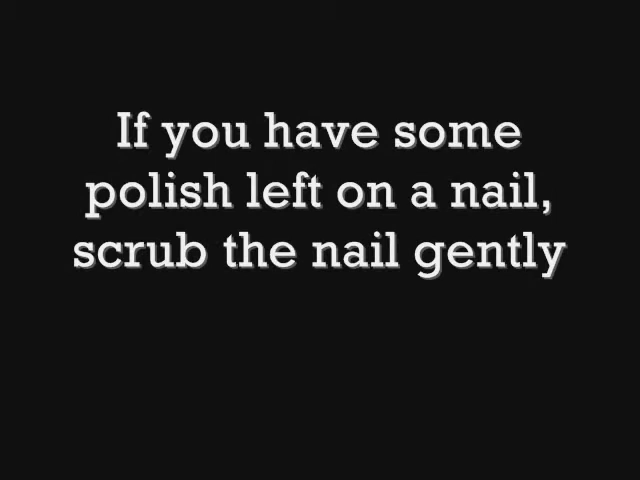 If you have some
polish left on a nail,
scrub the nail gently